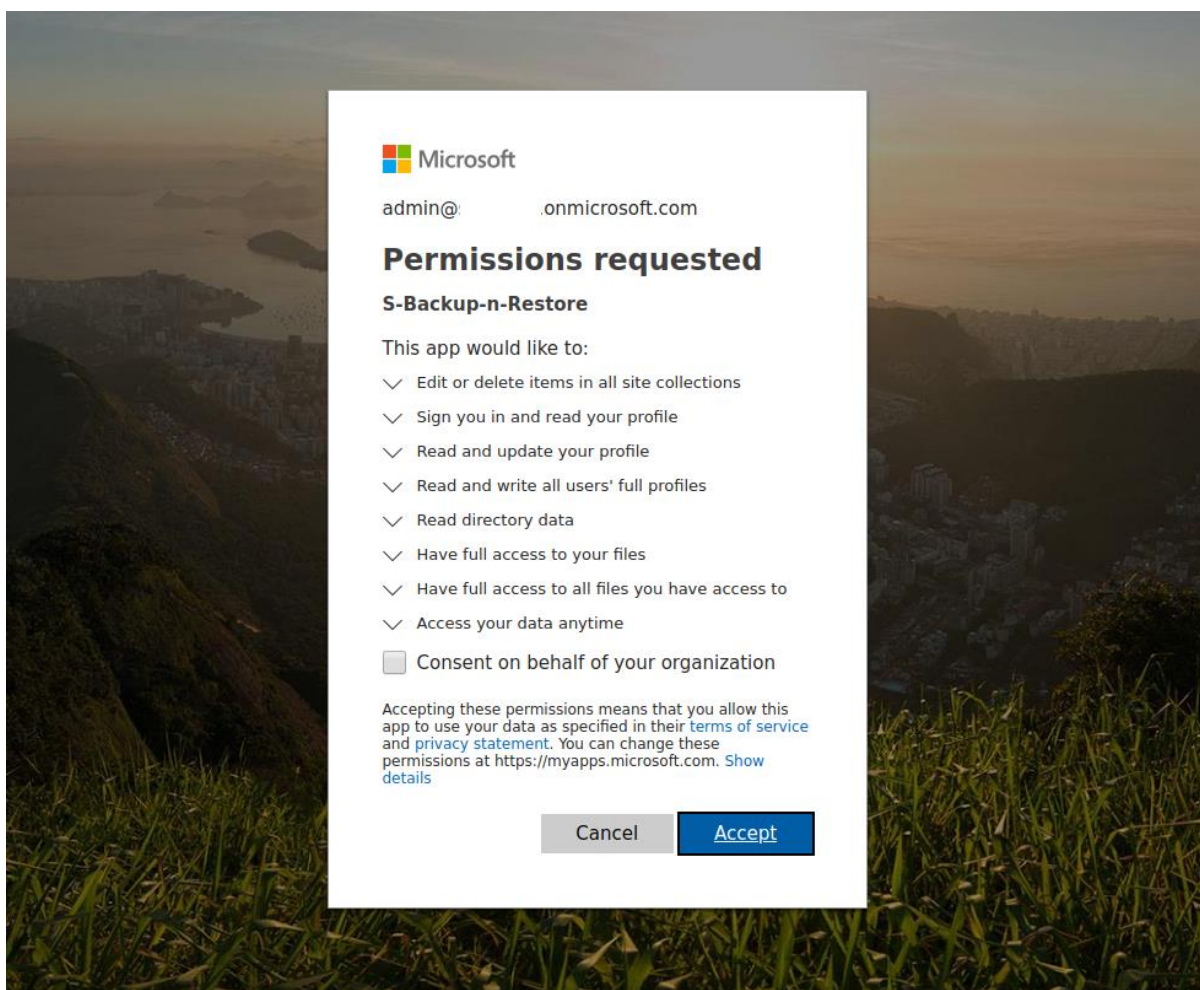 Microsoft
admin@s .onmicrosoft.com
Permissions requested
S-Backup-n-Restore
This app would like to:
Edit or delete items in all site collections
Sign you in and read your profile
Read and update your profile
Read and write all users' full profiles
Read directory data
Have full access to your files
Have full access to all files you have access to
Access your data anytime
Consent on behalf of your organization
Accepting these permissions means that you allow this
app to use your data as specified in their terms of service
and privacy statement. You can change these
permissions at https://myapps.microsoft.com. Show
details
Cancel Accept